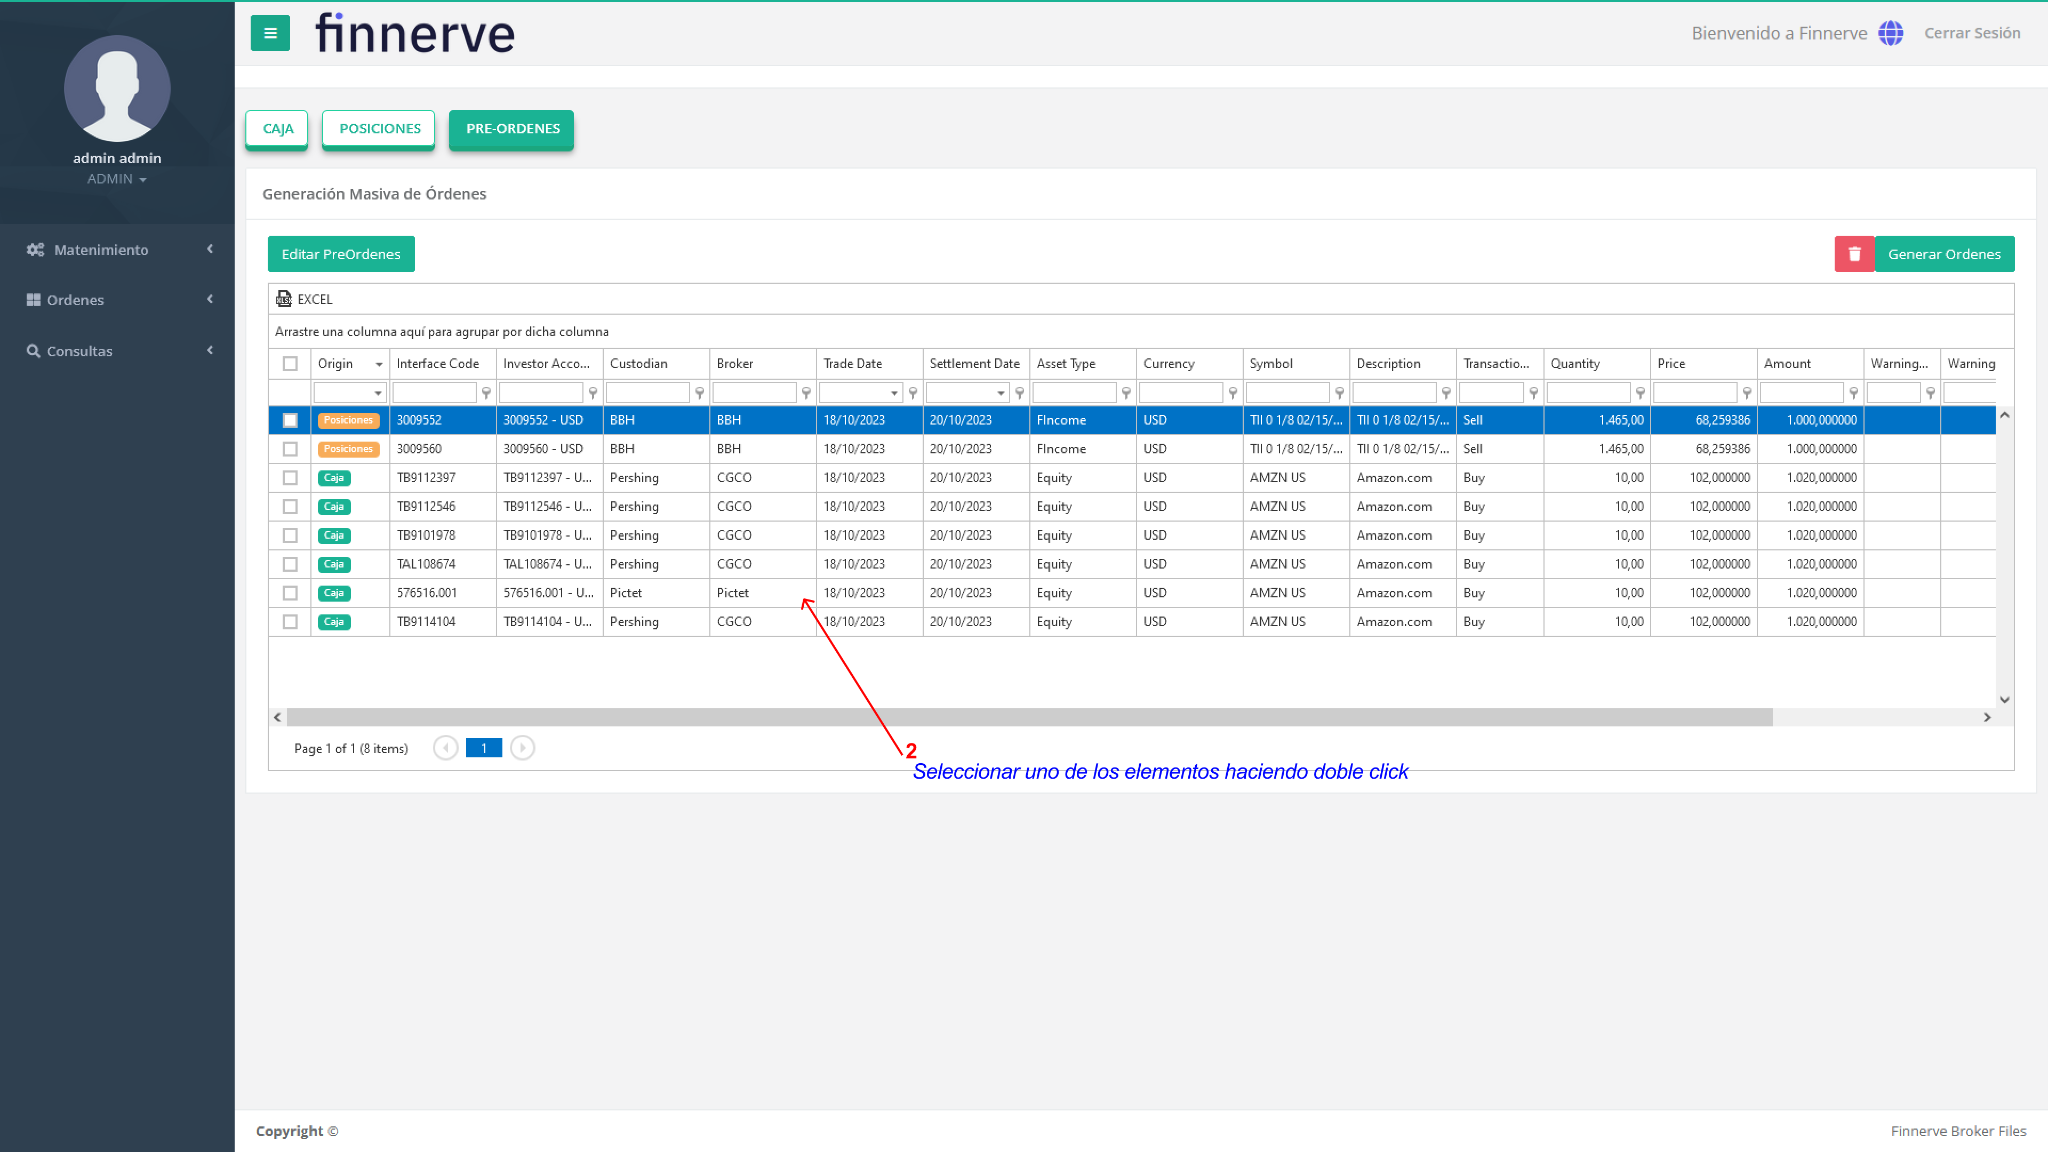 finnerve
Bienvenido a Finnerve Cerrar Sesión
admin admin
ADMIN
Matenimiento
Ordenes
Consultas
CAJA POSICIONES PRE-ORDENES
Generación Masiva de Órdenes
Editar PreOrdenes Generar Ordenes
EXCEL
Arrastre una columna aquí para agrupar por dicha columna
Origin Interface Code Investor Acco... Custodian Broker Trade Date Settlement Date Asset Type Currency Symbol Description Transactio... Quantity Price Amount Warning... Warning
Posiciones 3009552 3009552 - USD BBH BBH 18/10/2023 20/10/2023 FIncome USD TII 0 1/8 02/15/... TII 0 1/8 02/15/... Sell 1.465,00 68,259386 1.000,000000
Posiciones 3009560 3009560 - USD BBH BBH 18/10/2023 20/10/2023 FIncome USD TII 0 1/8 02/15/... TII 0 1/8 02/15/... Sell 1.465,00 68,259386 1.000,000000
Caja TB9112397 TB9112397 - U... Pershing CGCO 18/10/2023 20/10/2023 Equity USD AMZN US Amazon.com Buy 10,00 102,000000 1.020,000000
Caja TB9112546 TB9112546 - U... Pershing CGCO 18/10/2023 20/10/2023 Equity USD AMZN US Amazon.com Buy 10,00 102,000000 1.020,000000
Caja TB9101978 TB9101978 - U... Pershing CGCO 18/10/2023 20/10/2023 Equity USD AMZN US Amazon.com Buy 10,00 102,000000 1.020,000000
Caja TAL108674 TAL108674 - U... Pershing CGCO 18/10/2023 20/10/2023 Equity USD AMZN US Amazon.com Buy 10,00 102,000000 1.020,000000
Caja 576516.001 576516.001 - U... Pictet Pictet 18/10/2023 20/10/2023 Equity USD AMZN US Amazon.com Buy 10,00 102,000000 1.020,000000
Caja TB9114104 TB9114104 - U... Pershing CGCO 18/10/2023 20/10/2023 Equity USD AMZN US Amazon.com Buy 10,00 102,000000 1.020,000000
Page 1 of 1 (8 items) 1
2
Seleccionar uno de los elementos haciendo doble click
Copyright © Finnerve Broker Files